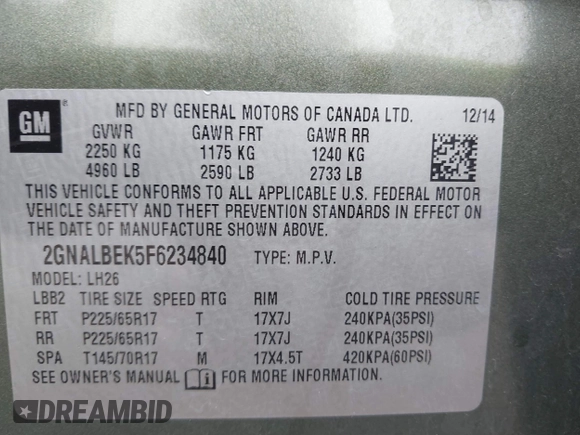 GM
MFD BY GENERAL MOTORS OF CANADA LTD. 12/14
GVWR GAWR FRT GAWR RR
2250 KG 1175 KG 1240 KG
4960 LB 2590 LB 2733 LB
THIS VEHICLE CONFORMS TO ALL APPLICABLE U.S. FEDERAL MOTOR
VEHICLE SAFETY AND THEFT PREVENTION STANDARDS IN EFFECT ON
THE DATE OF MANUFACTURE SHOWN ABOVE.
2GNALBEK5F6234840 TYPE: M.P.V.
MODEL: LH26
LBB2 TIRE SIZE SPEED RTG RIM COLD TIRE PRESSURE
FRT P225/65R17 T 17X7J 240KPA(35PSI)
RR P225/65R17 T 17X7J 240KPA(35PSI)
SPA T145/70R17 M 17X4.5T 420KPA(60PSI)
SEE OWNER'S MANUAL FOR MORE INFORMATION.
DREAMBID